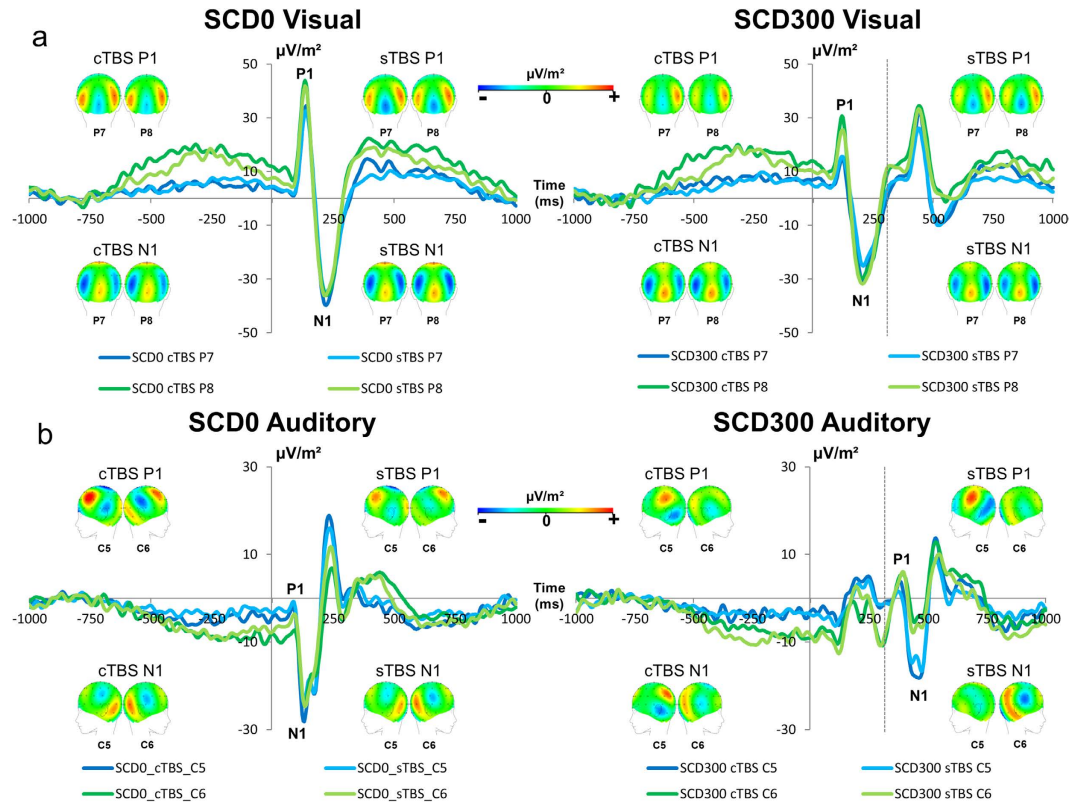 SCD0 Visual
SCD300 Visual
a
µV/m²
µV/m²
cTBS P1
P1
sTBS P1
µV/m²
cTBS P1
P1
sTBS P1
- 0 +
P7 P8
P7 P8
P7 P8
P7 P8
50
30
10
-10
-30
-50
-1000 -750 -500 -250 0 250 500 750 1000
Time
(ms)
50
30
10
-10
-30
-50
-1000 -750 -500 -250 0 250 500 750 1000
cTBS N1
sTBS N1
cTBS N1
sTBS N1
P7 P8
N1
P7 P8
P7 P8
N1
P7 P8
SCD0 cTBS P7
SCD0 sTBS P7
SCD300 cTBS P7
SCD300 sTBS P7
SCD0 cTBS P8
SCD0 sTBS P8
SCD300 cTBS P8
SCD300 sTBS P8
SCD0 Auditory
SCD300 Auditory
b
µV/m²
µV/m²
cTBS P1
sTBS P1
µV/m²
cTBS P1
sTBS P1
- 0 +
C5 C6
C5 C6
C5 C6
C5 C6
30
10
-10
-30
P1
-1000 -750 -500 -250 0 250 500 750 1000
Time
(ms)
30
10
-10
-30
P1
-1000 -750 -500 -250 0 250 500 750 1000
cTBS N1
sTBS N1
cTBS N1
sTBS N1
C5 C6
N1
C5 C6
C5 C6
N1
C5 C6
SCD0_cTBS_C5
SCD0_sTBS_C5
SCD300 cTBS C5
SCD300 sTBS C5
SCD0_cTBS_C6
SCD0_sTBS_C6
SCD300 cTBS C6
SCD300 sTBS C6